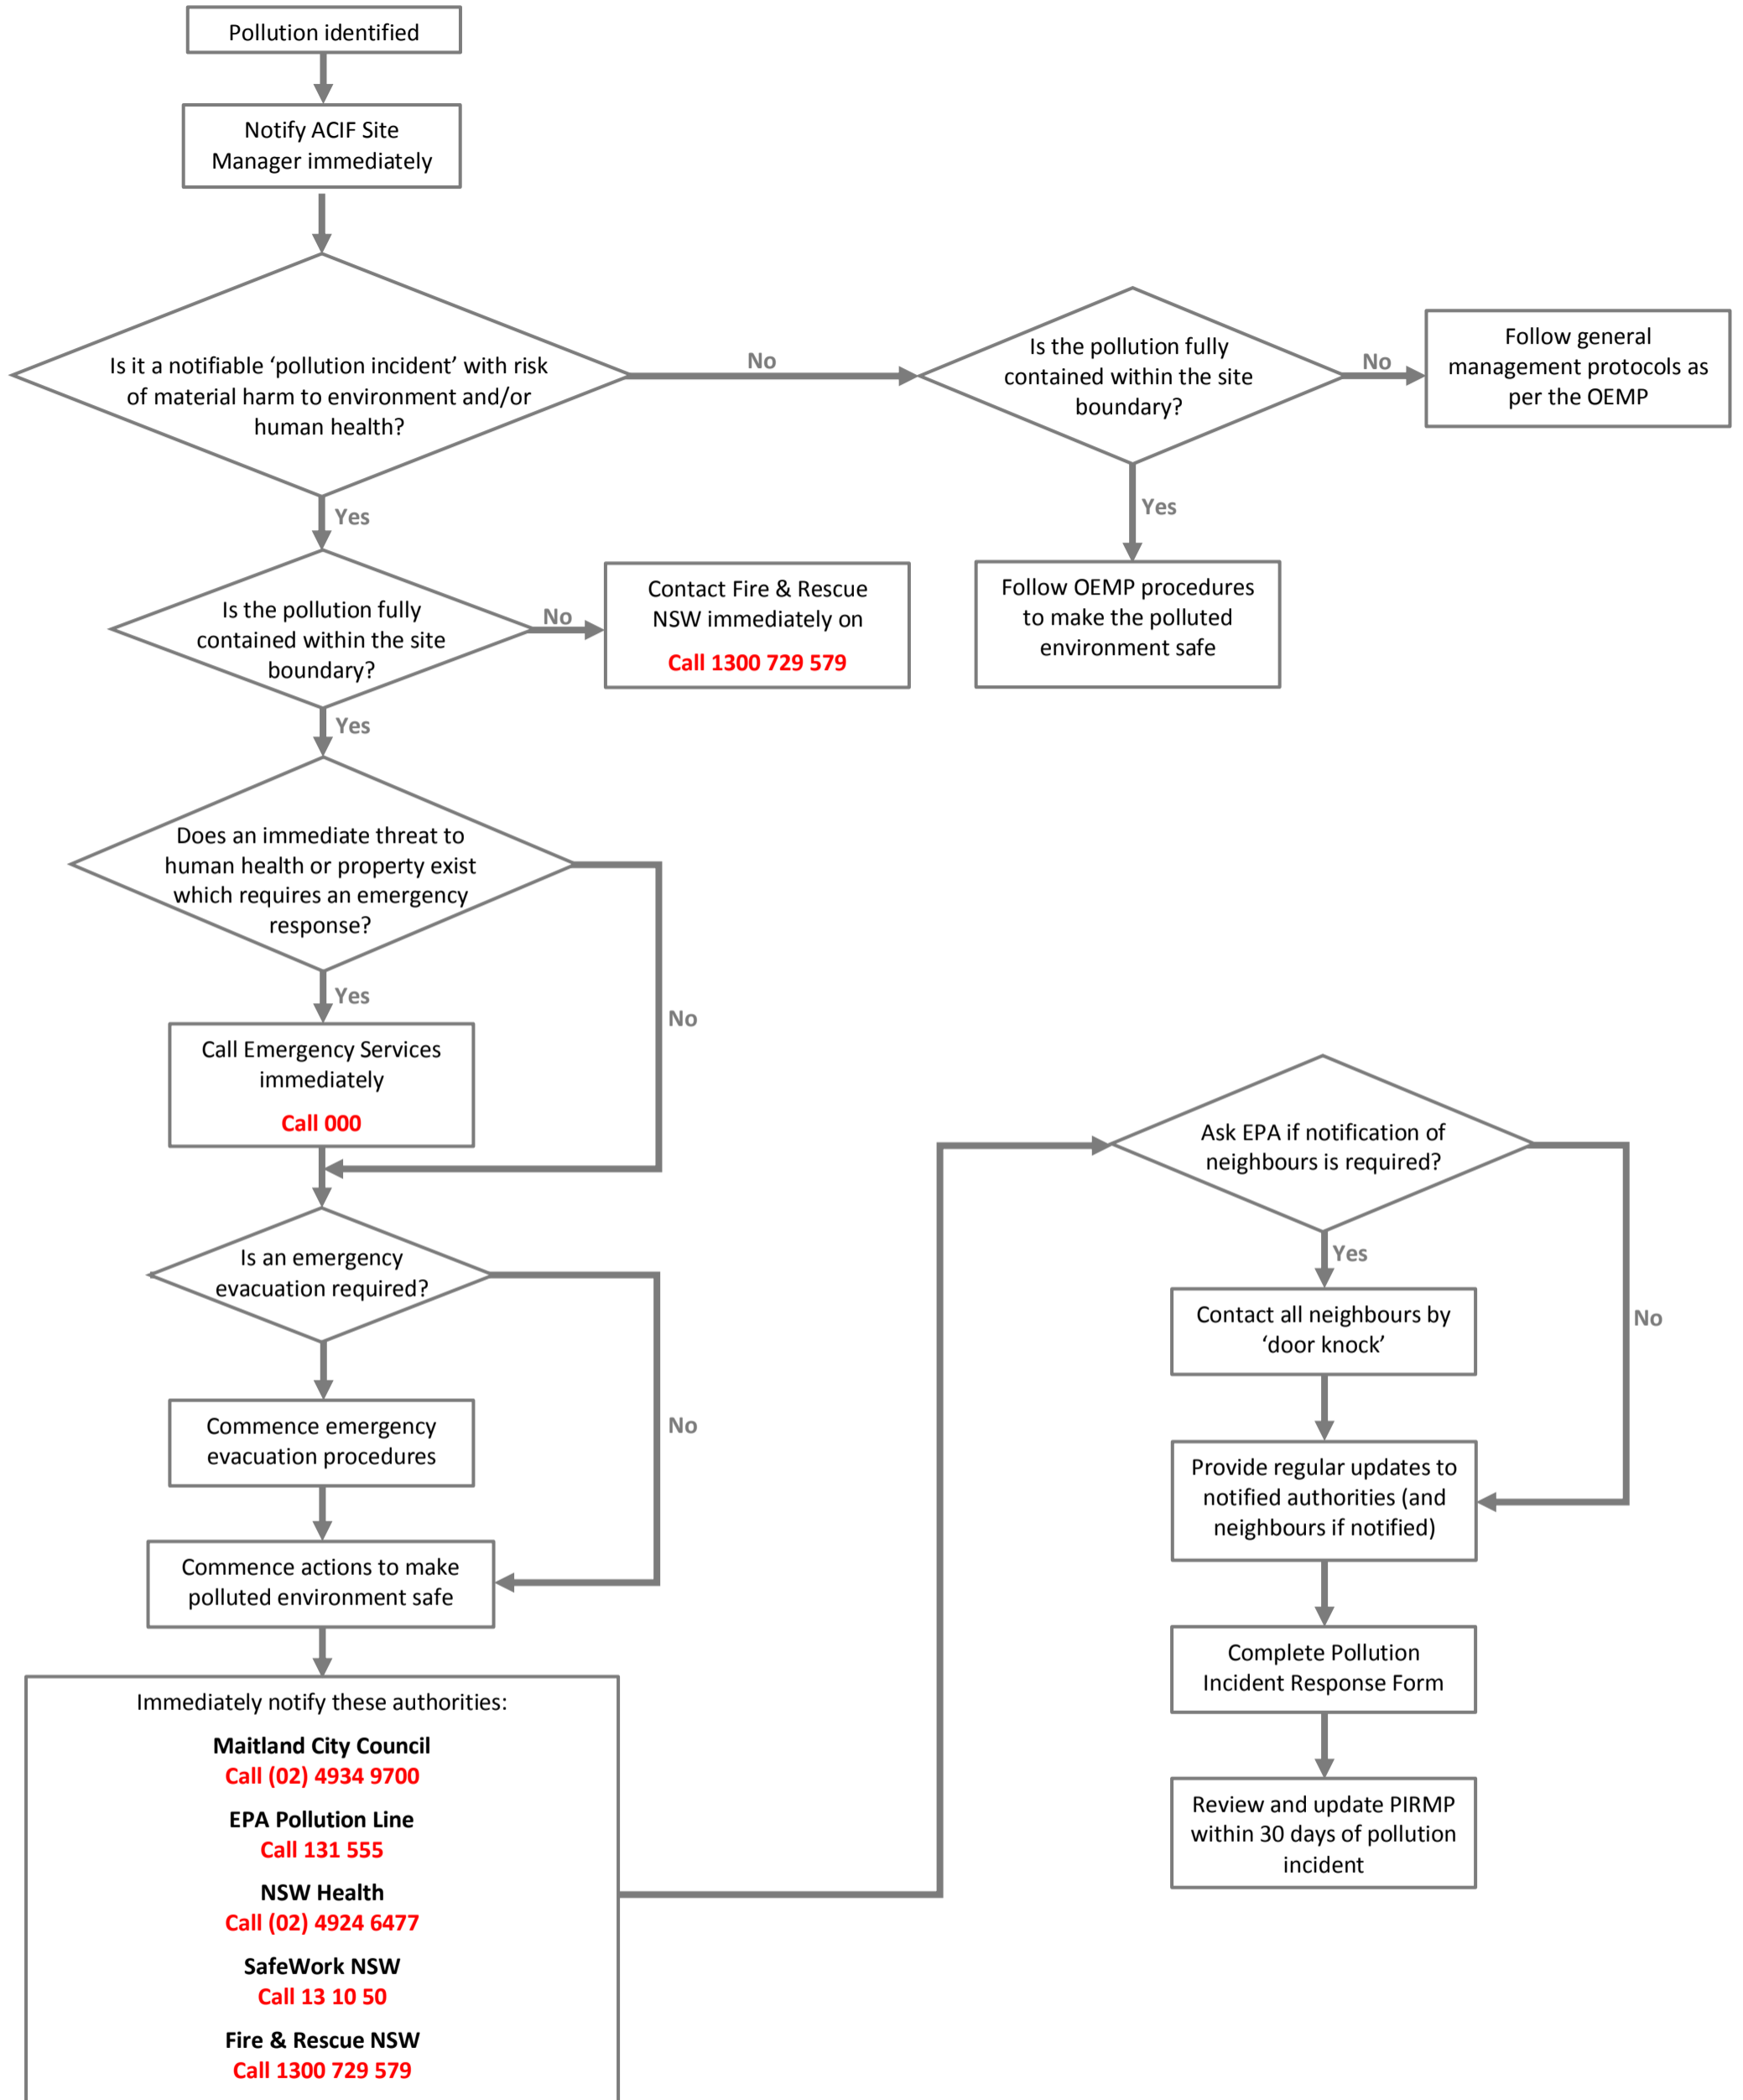 Pollution identified
Notify ACIF Site
Manager immediately
Is it a notifiable ‘pollution incident’ with risk
of material harm to environment and/or
human health?
No
Is the pollution fully
contained within the site
boundary?
No
Follow general
management protocols as
per the OEMP
Yes
Follow OEMP procedures
to make the polluted
environment safe
Yes
Is the pollution fully
contained within the site
boundary?
No
Contact Fire & Rescue
NSW immediately on
Call 1300 729 579
Yes
Does an immediate threat to
human health or property exist
which requires an emergency
response?
Yes
No
Call Emergency Services
immediately
Call 000
Is an emergency
evacuation required?
No
Commence emergency
evacuation procedures
Commence actions to make
polluted environment safe
Immediately notify these authorities:
Maitland City Council
Call (02) 4934 9700
EPA Pollution Line
Call 131 555
NSW Health
Call (02) 4924 6477
SafeWork NSW
Call 13 10 50
Fire & Rescue NSW
Call 1300 729 579
Ask EPA if notification of
neighbours is required?
Yes
No
Contact all neighbours by
‘door knock’
Provide regular updates to
notified authorities (and
neighbours if notified)
Complete Pollution
Incident Response Form
Review and update PIRMP
within 30 days of pollution
incident